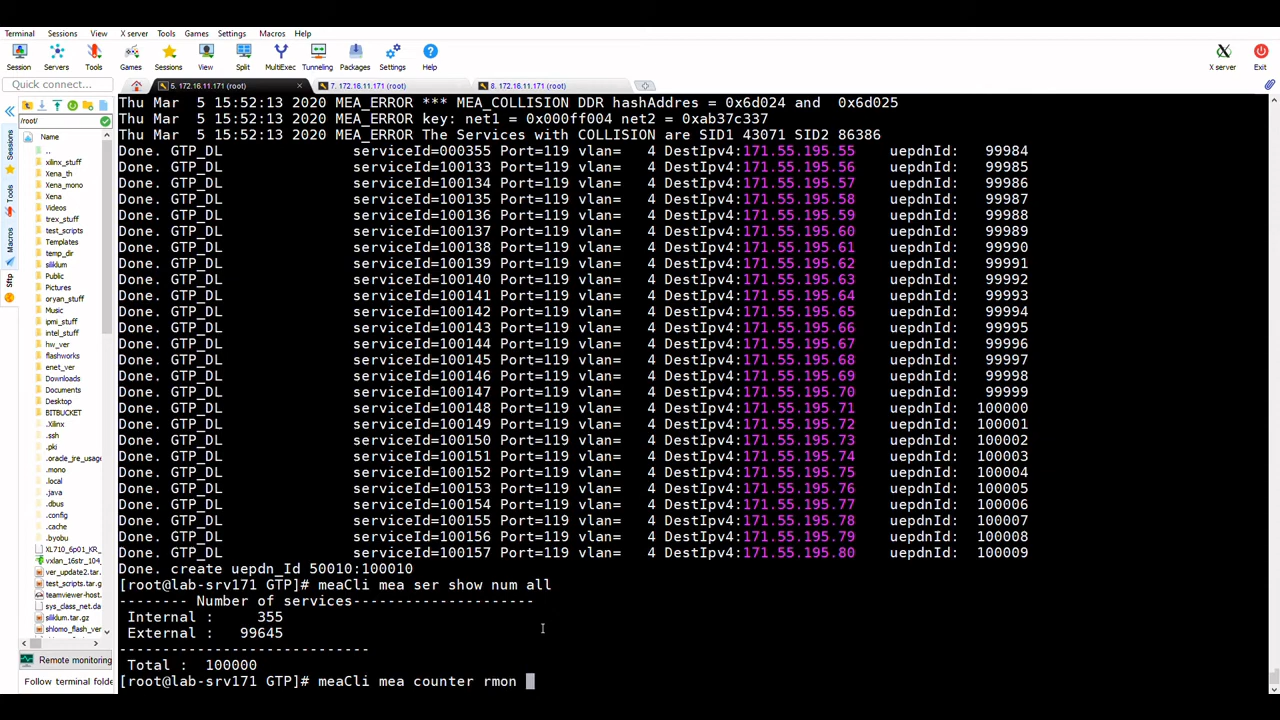 Terminal Sessions View X server Tools Games Settings Macros Help
Session Servers Tools Games Sessions View Split MultiExec Tunneling Packages Settings Help X server Exit
Quick connect...
5. 172.16.11.171 (root)
7. 172.16.11.171 (root)
8. 172.16.11.171 (root)
/root/
Name
..
xilinx_stuff
Xena_th
Xena_mono
Xena
Videos
trex_stuff
test_scripts
Templates
temp_dir
siliklum
Public
Pictures
oryan_stuff
Music
ipmi_stuff
intel_stuff
hw_ver
flashworks
enet_ver
Downloads
Documents
Desktop
BITBUCKET
.Xilinx
.ssh
.pki
.oracle_jre_usage
.mono
.local
.java
.dbus
.config
.cache
.byobu
XL710_6p01_KR_
vxlan_16str_104_
ver_update2.tar
test_scripts.tar.gz
teamviewer-host.
sys_class_net.da
siliklum.tar.gz
shlomo_flash_ver
Sessions
Tools
Macros
Sftp
Remote monitoring
Follow terminal folde
Thu Mar  5 15:52:13 2020 MEA_ERROR *** MEA_COLLISION DDR hashAddres = 0x6d024 and  0x6d025
Thu Mar  5 15:52:13 2020 MEA_ERROR key: net1 = 0x000ff004 net2 = 0xab37c337
Thu Mar  5 15:52:13 2020 MEA_ERROR The services with COLLISION are SID1 43071 SID2 86386
Done. GTP_DL serviceId=000355 Port=119 vlan= 4 DestIpv4:171.55.195.55 uepdnId: 99984
Done. GTP_DL serviceId=100133 Port=119 vlan= 4 DestIpv4:171.55.195.56 uepdnId: 99985
Done. GTP_DL serviceId=100134 Port=119 vlan= 4 DestIpv4:171.55.195.57 uepdnId: 99986
Done. GTP_DL serviceId=100135 Port=119 vlan= 4 DestIpv4:171.55.195.58 uepdnId: 99987
Done. GTP_DL serviceId=100136 Port=119 vlan= 4 DestIpv4:171.55.195.59 uepdnId: 99988
Done. GTP_DL serviceId=100137 Port=119 vlan= 4 DestIpv4:171.55.195.60 uepdnId: 99989
Done. GTP_DL serviceId=100138 Port=119 vlan= 4 DestIpv4:171.55.195.61 uepdnId: 99990
Done. GTP_DL serviceId=100139 Port=119 vlan= 4 DestIpv4:171.55.195.62 uepdnId: 99991
Done. GTP_DL serviceId=100140 Port=119 vlan= 4 DestIpv4:171.55.195.63 uepdnId: 99992
Done. GTP_DL serviceId=100141 Port=119 vlan= 4 DestIpv4:171.55.195.64 uepdnId: 99993
Done. GTP_DL serviceId=100142 Port=119 vlan= 4 DestIpv4:171.55.195.65 uepdnId: 99994
Done. GTP_DL serviceId=100143 Port=119 vlan= 4 DestIpv4:171.55.195.66 uepdnId: 99995
Done. GTP_DL serviceId=100144 Port=119 vlan= 4 DestIpv4:171.55.195.67 uepdnId: 99996
Done. GTP_DL serviceId=100145 Port=119 vlan= 4 DestIpv4:171.55.195.68 uepdnId: 99997
Done. GTP_DL serviceId=100146 Port=119 vlan= 4 DestIpv4:171.55.195.69 uepdnId: 99998
Done. GTP_DL serviceId=100147 Port=119 vlan= 4 DestIpv4:171.55.195.70 uepdnId: 99999
Done. GTP_DL serviceId=100148 Port=119 vlan= 4 DestIpv4:171.55.195.71 uepdnId: 100000
Done. GTP_DL serviceId=100149 Port=119 vlan= 4 DestIpv4:171.55.195.72 uepdnId: 100001
Done. GTP_DL serviceId=100150 Port=119 vlan= 4 DestIpv4:171.55.195.73 uepdnId: 100002
Done. GTP_DL serviceId=100151 Port=119 vlan= 4 DestIpv4:171.55.195.74 uepdnId: 100003
Done. GTP_DL serviceId=100152 Port=119 vlan= 4 DestIpv4:171.55.195.75 uepdnId: 100004
Done. GTP_DL serviceId=100153 Port=119 vlan= 4 DestIpv4:171.55.195.76 uepdnId: 100005
Done. GTP_DL serviceId=100154 Port=119 vlan= 4 DestIpv4:171.55.195.77 uepdnId: 100006
Done. GTP_DL serviceId=100155 Port=119 vlan= 4 DestIpv4:171.55.195.78 uepdnId: 100007
Done. GTP_DL serviceId=100156 Port=119 vlan= 4 DestIpv4:171.55.195.79 uepdnId: 100008
Done. GTP_DL serviceId=100157 Port=119 vlan= 4 DestIpv4:171.55.195.80 uepdnId: 100009
Done. create uepdn_Id 50010:100010
[root@lab-srv171 GTP]# meaCli mea ser show num all
-------- Number of services---------------------
Internal :     355
External :   99645
-----------------------------
Total :  100000
[root@lab-srv171 GTP]# meaCli mea counter rmon